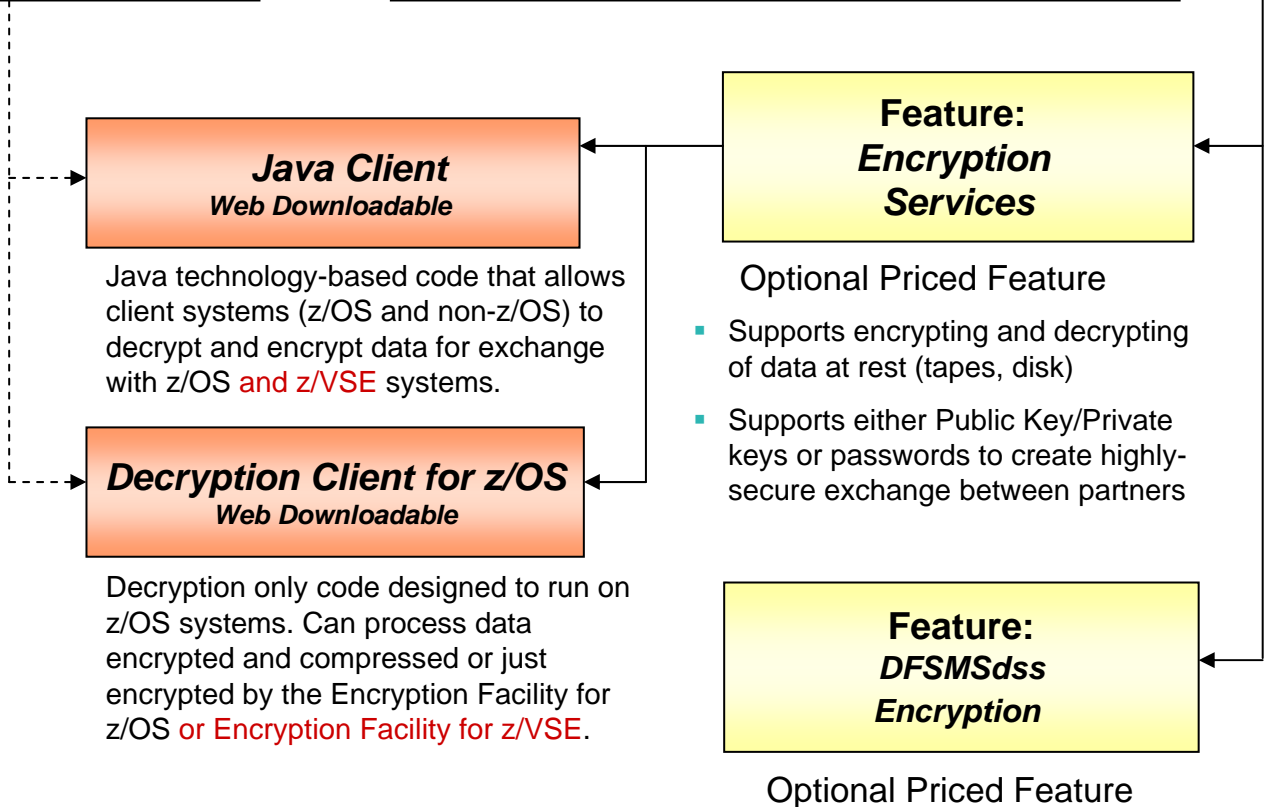 Java Client
Web Downloadable
Java technology-based code that allows
client systems (z/OS and non-z/OS) to
decrypt and encrypt data for exchange
with z/OS and z/VSE systems.
Decryption Client for z/OS
Web Downloadable
Decryption only code designed to run on
z/OS systems. Can process data
encrypted and compressed or just
encrypted by the Encryption Facility for
z/OS or Encryption Facility for z/VSE.
Feature:
Encryption
Services
Optional Priced Feature
▪ Supports encrypting and decrypting
of data at rest (tapes, disk)
▪ Supports either Public Key/Private
keys or passwords to create highly-
secure exchange between partners
Feature:
DFSMSdss
Encryption
Optional Priced Feature